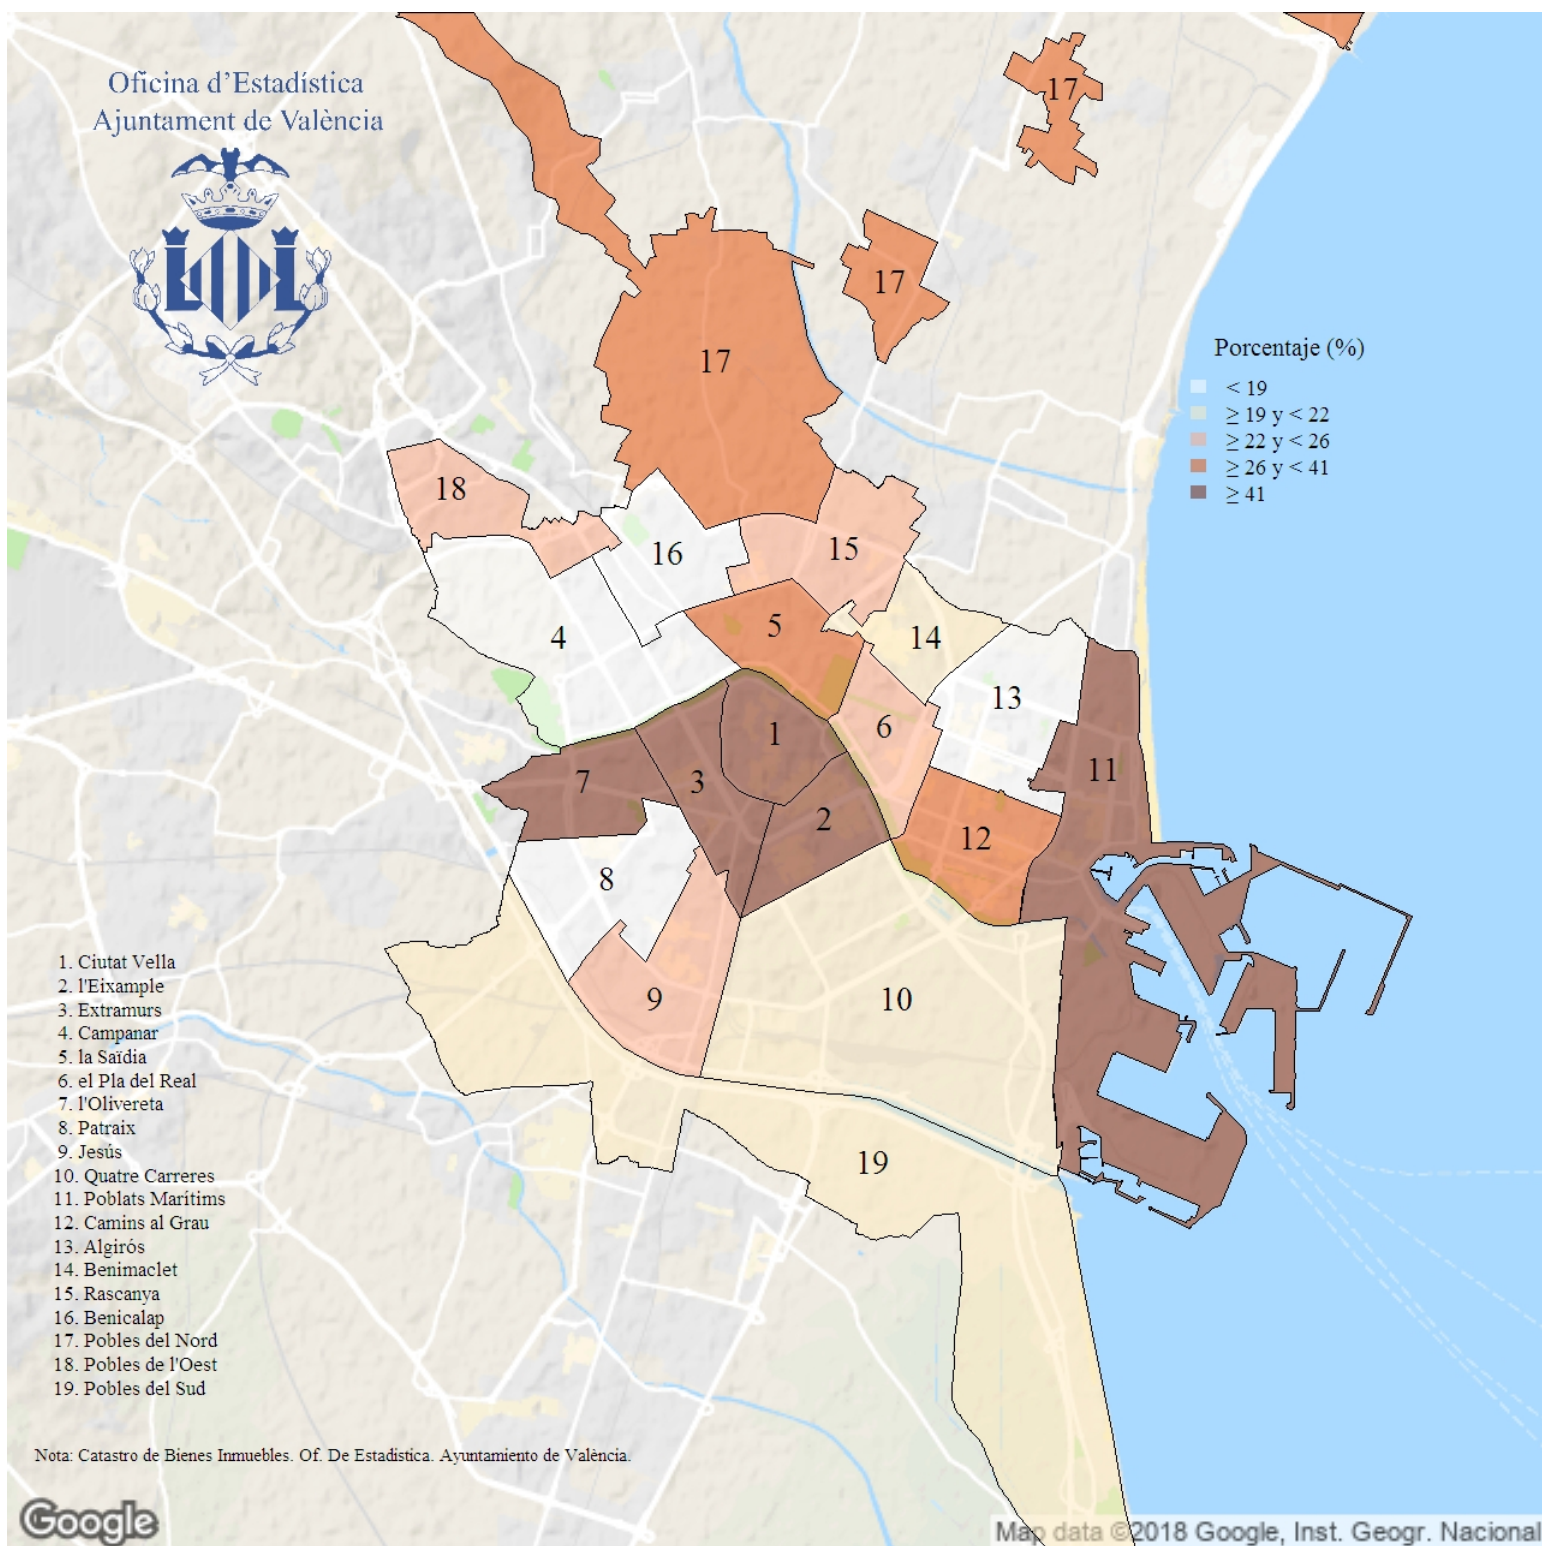 Oficina d'Estadística
Ajuntament de València
17
17
17
Porcentaje (%)
< 19
≥ 19 y < 22
≥ 22 y < 26
≥ 26 y < 41
≥ 41
18
16
15
5
14
4
13
6
1
11
7
3
2
12
8
9
10
19
1. Ciutat Vella
2. l'Eixample
3. Extramurs
4. Campanar
5. la Saïdia
6. el Pla del Real
7. l'Olivereta
8. Patraix
9. Jesús
10. Quatre Carreres
11. Poblats Marítims
12. Camins al Grau
13. Algirós
14. Benimaclet
15. Rascanya
16. Benicalap
17. Pobles del Nord
18. Pobles de l'Oest
19. Pobles del Sud
Nota: Catastro de Bienes Inmuebles. Of. De Estadística. Ayuntamiento de València.
Google
Map data ©2018 Google, Inst. Geogr. Nacional